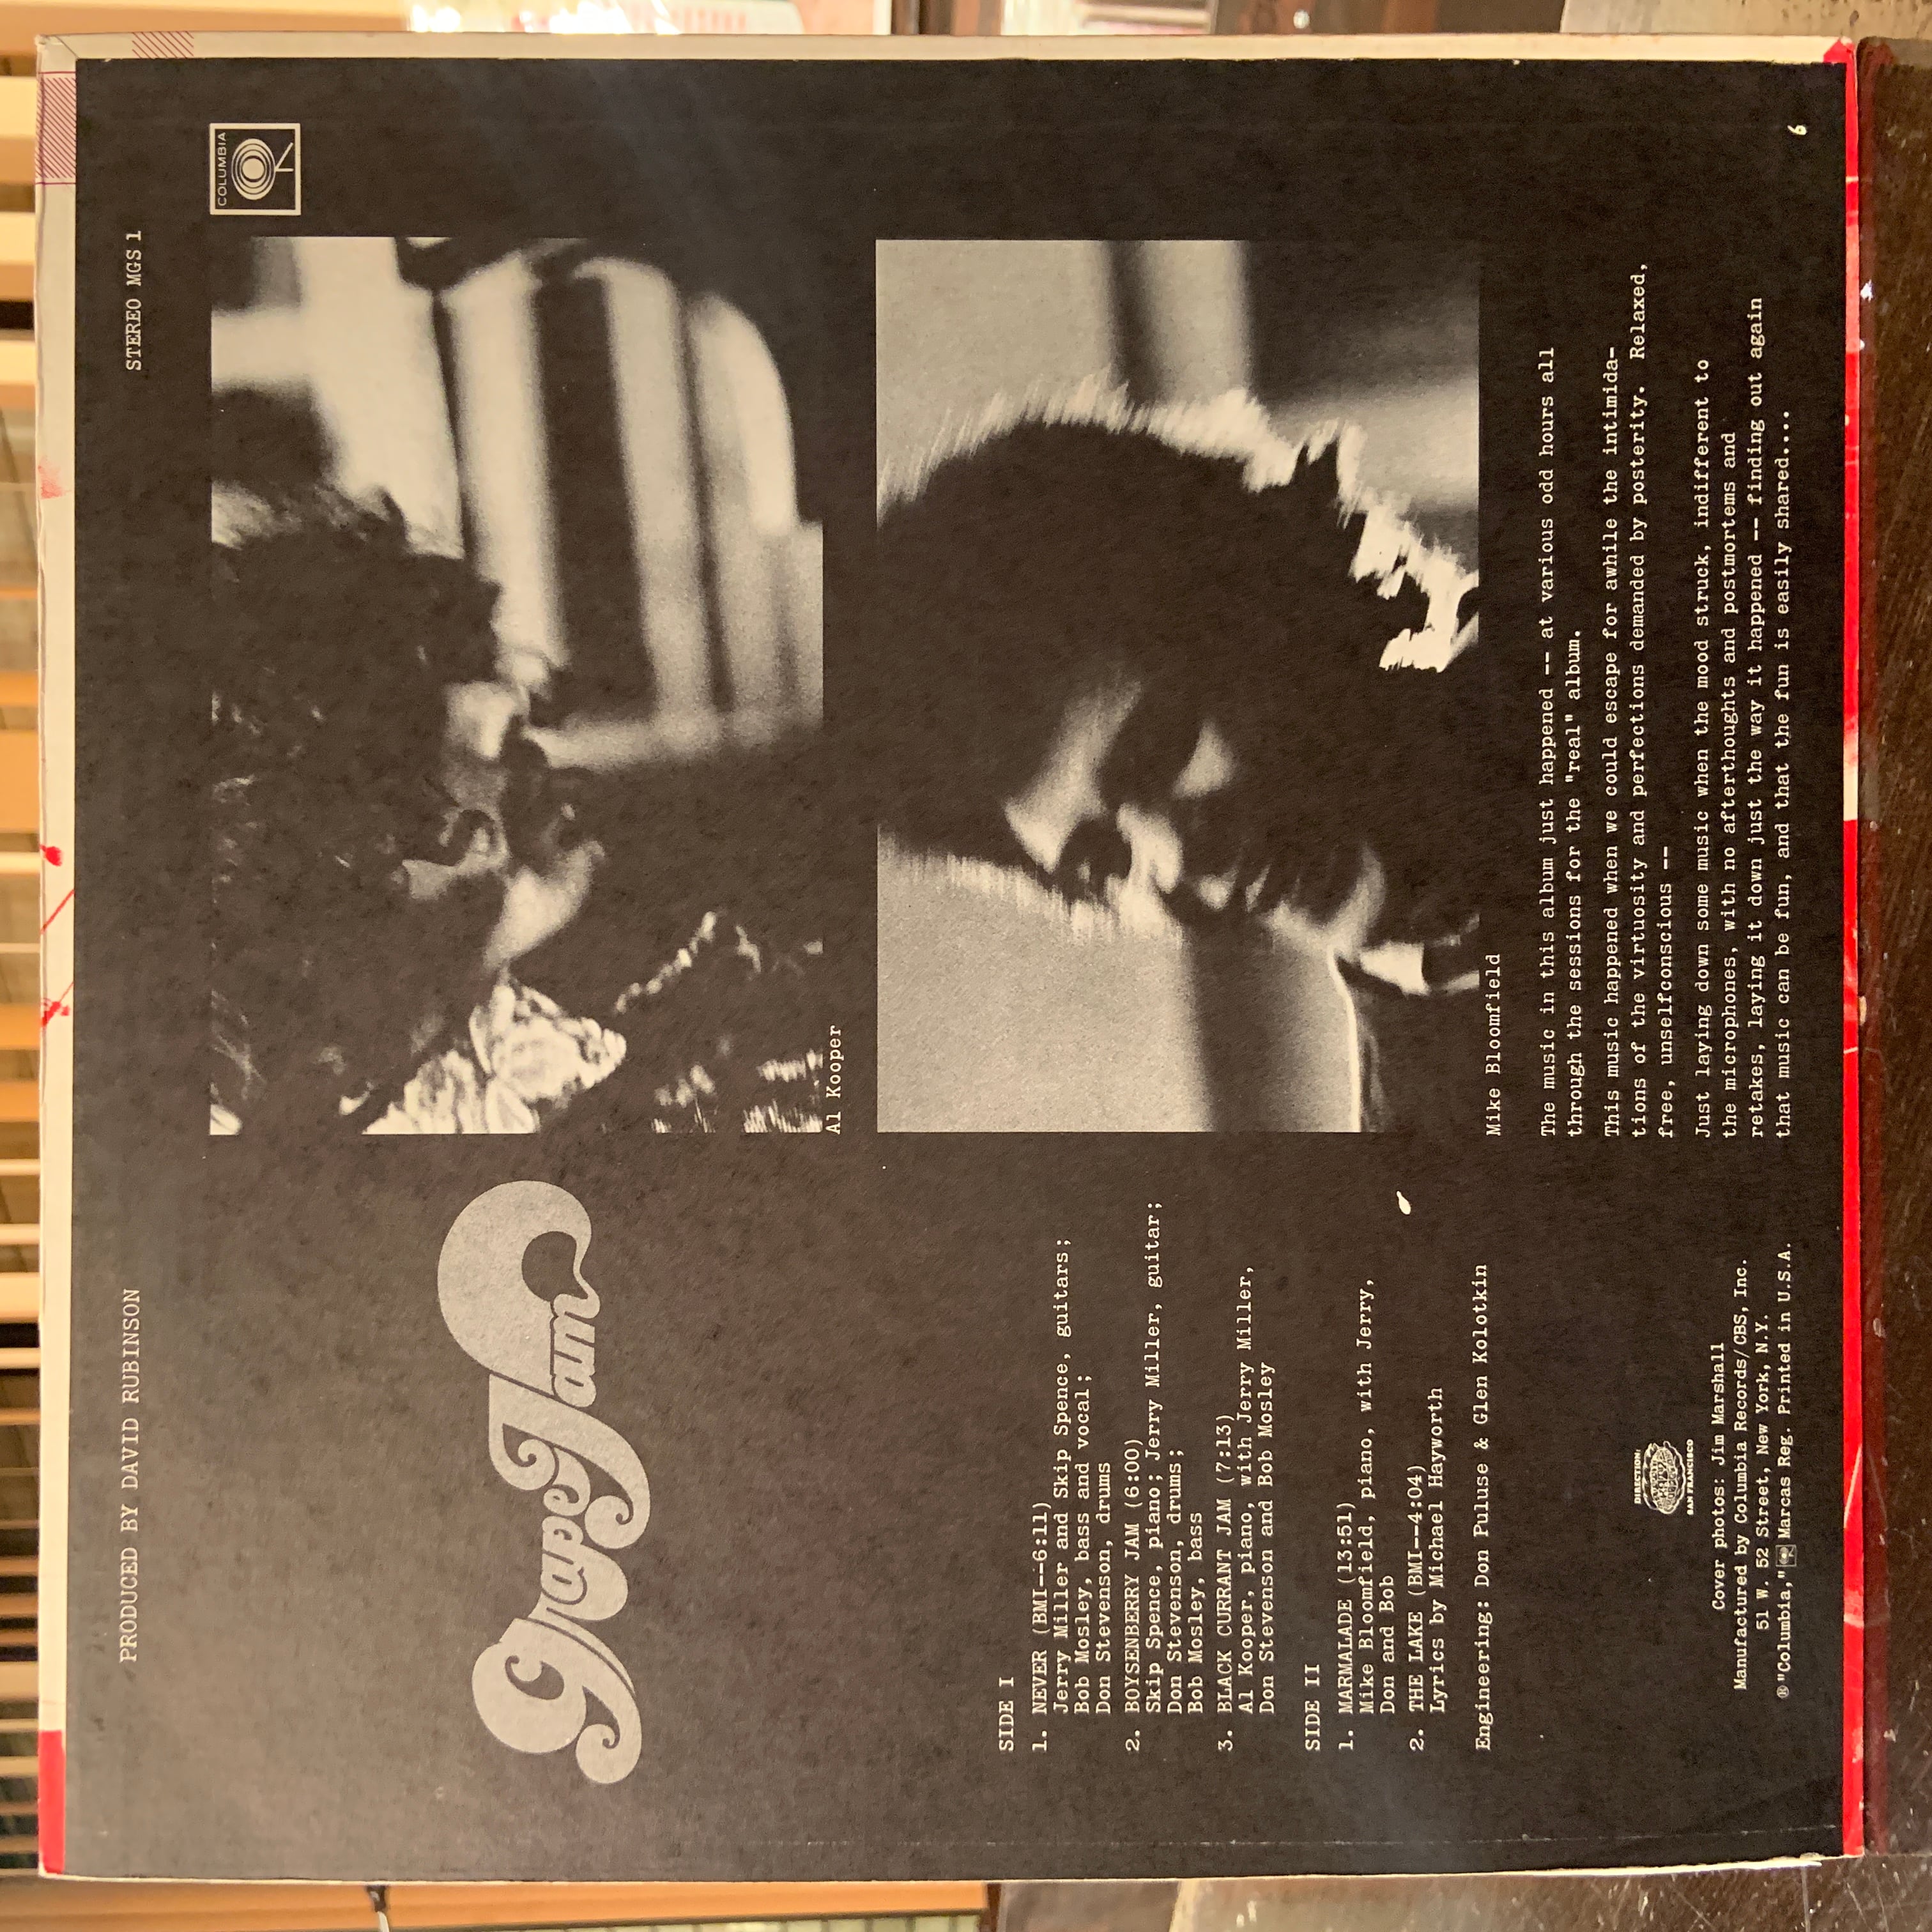 PRODUCED BY DAVID RUBINSON
STEREO MGS 1
COLUMBIA
Grape Jam
Al Kooper
SIDE I
1. NEVER (BMI--6:11)
Jerry Miller and Skip Spence, guitars;
Bob Mosley, bass and vocal;
Don Stevenson, drums
2. BOYSENBERRY JAM (6:00)
Skip Spence, piano; Jerry Miller, guitar;
Don Stevenson, drums;
Bob Mosley, bass
3. BLACK CURRANT JAM (7:13)
Al Kooper, piano, with Jerry Miller,
Don Stevenson and Bob Mosley
SIDE II
1. MARMALADE (13:51)
Mike Bloomfield, piano, with Jerry,
Don and Bob
2. THE LAKE (BMI--4:04)
Lyrics by Michael Hayworth
Engineering: Don Puluse & Glen Kolotkin
Mike Bloomfield
The music in this album just happened -- at various odd hours all
through the sessions for the "real" album.
This music happened when we could escape for awhile the intimida-
tions of the virtuosity and perfections demanded by posterity. Relaxed,
free, unselfconscious --
Just laying down some music when the mood struck, indifferent to
the microphones, with no afterthoughts and postmortems and
retakes, laying it down just the way it happened -- finding out again
that music can be fun, and that the fun is easily shared....
DIRECTION:
SAN FRANCISCO
Cover photos: Jim Marshall
Manufactured by Columbia Records/CBS, Inc.
51 W. 52 Street, New York, N.Y.
® "Columbia," Marcas Reg. Printed in U.S.A.
6